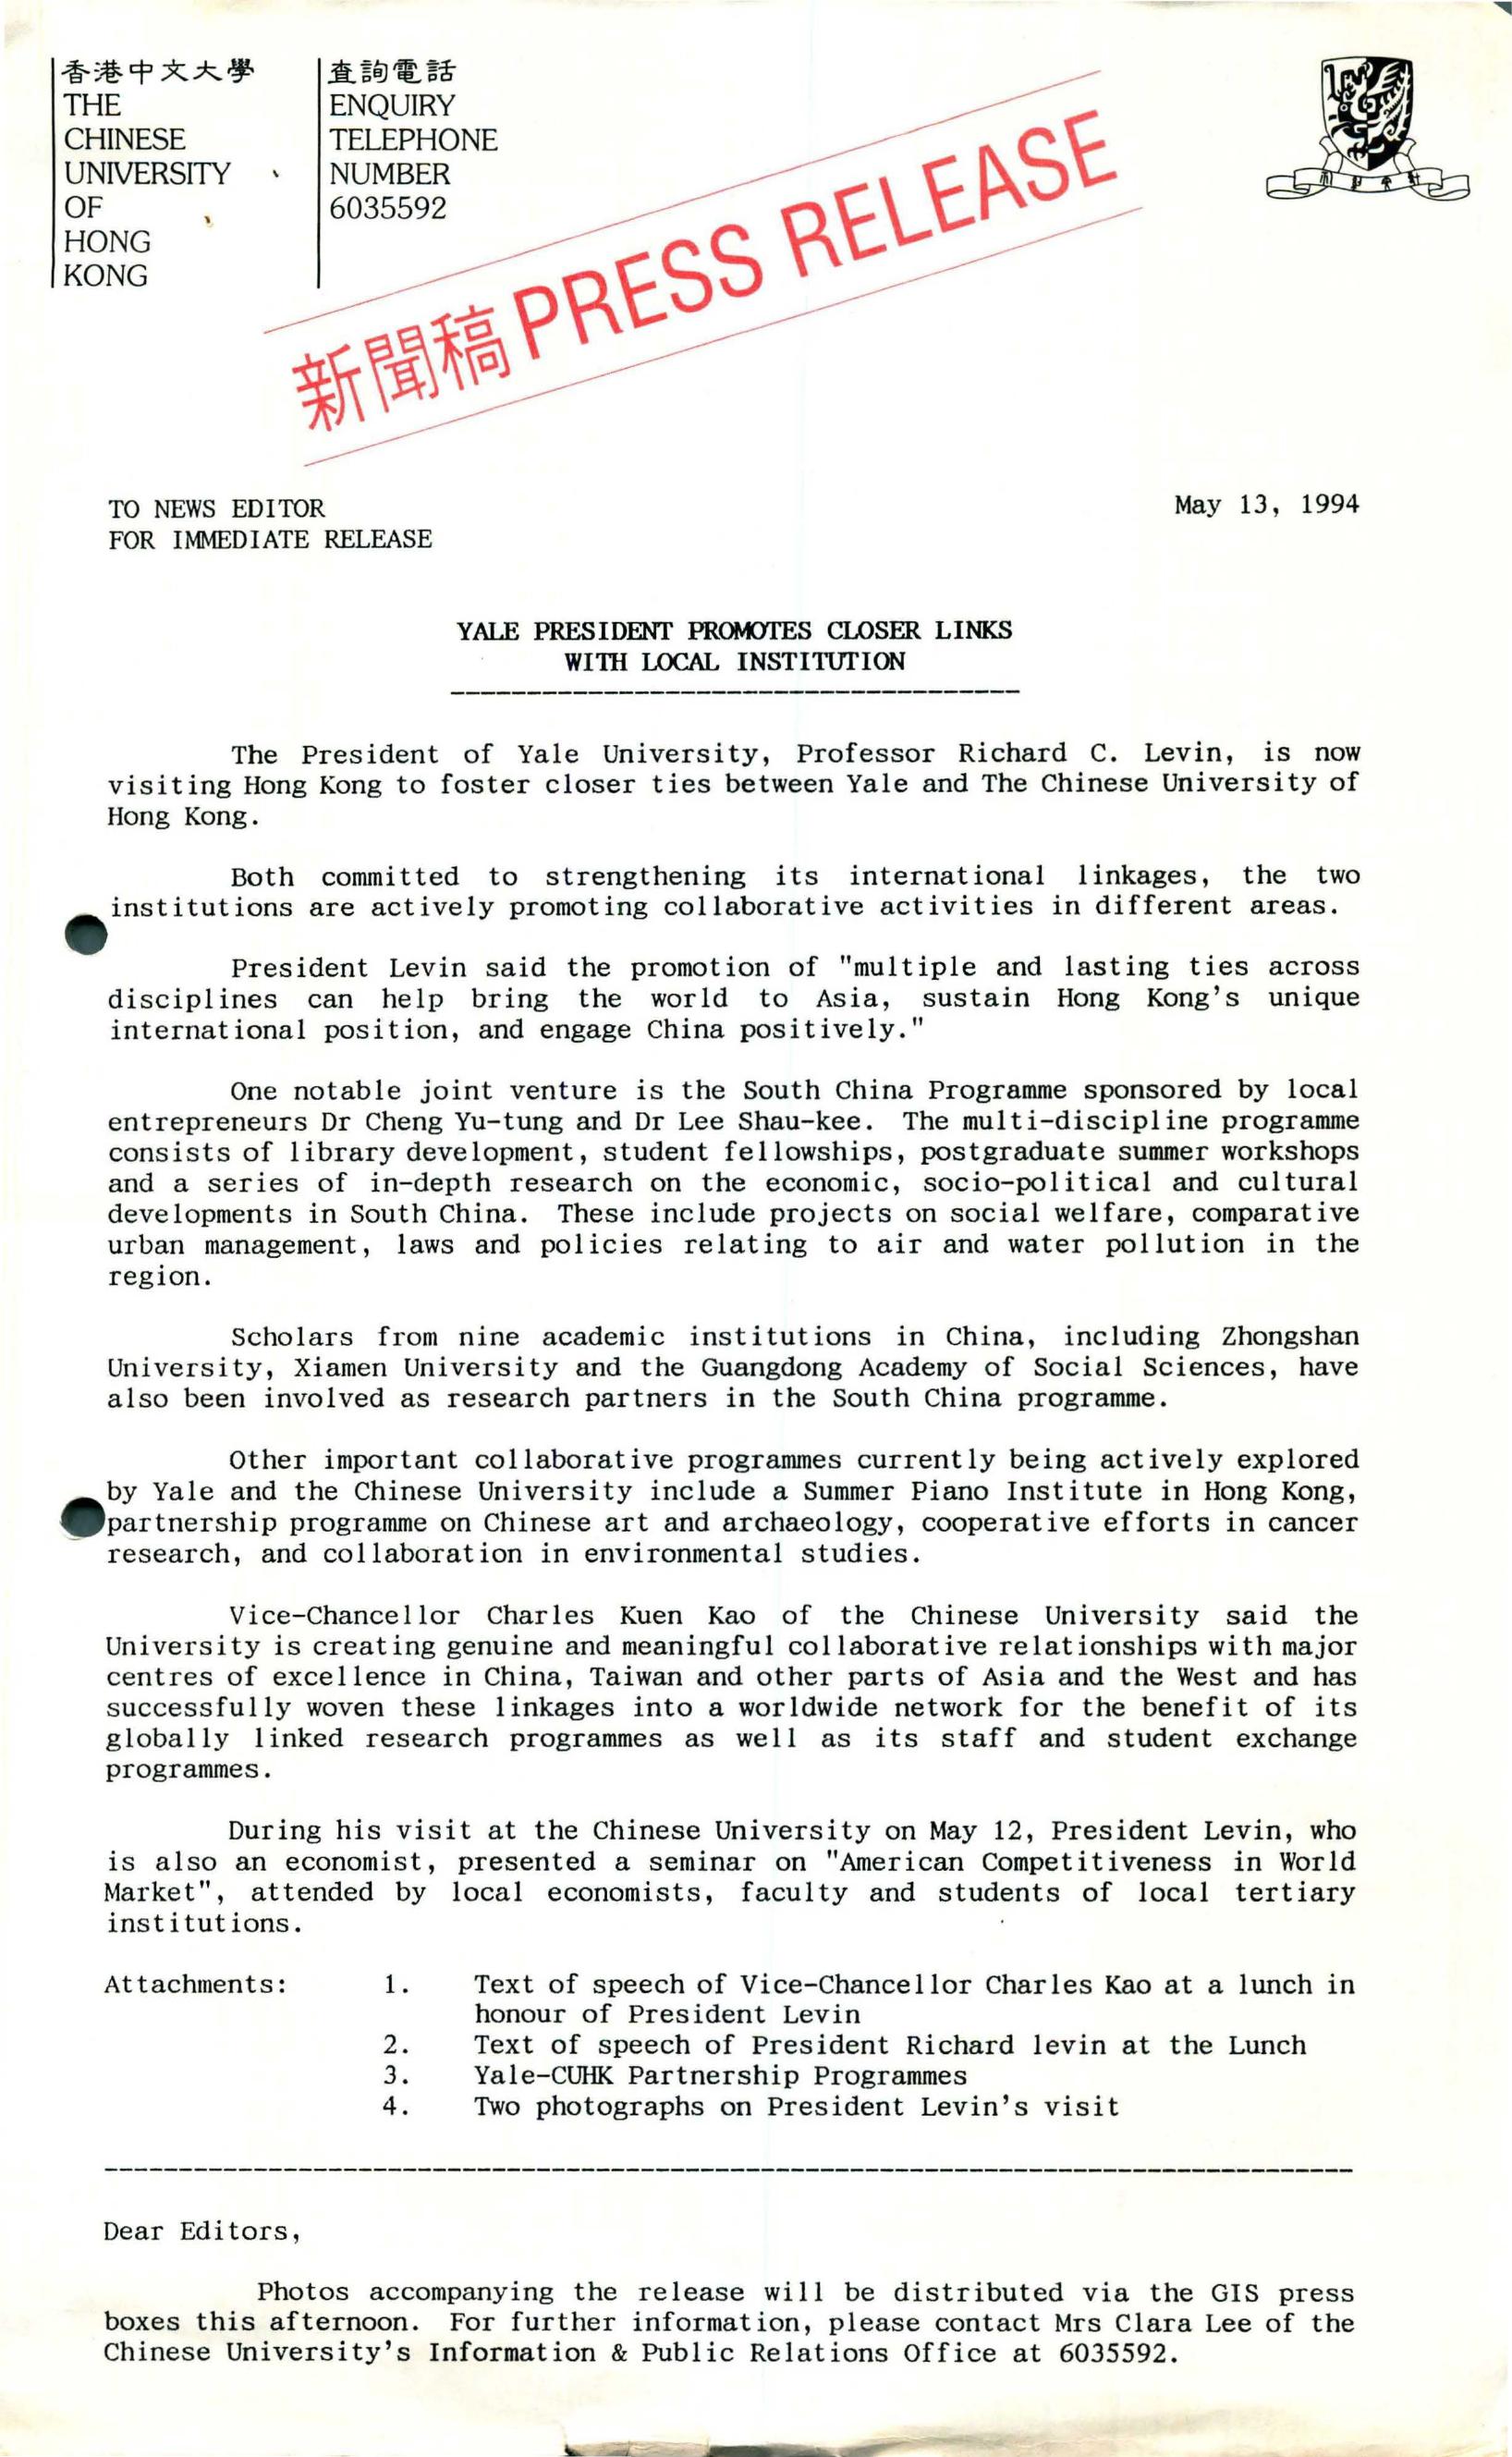 香港中文大學
THE
CHINESE
UNIVERSITY
OF
HONG
KONG
查詢電話
ENQUIRY
TELEPHONE
NUMBER
6035592
新聞稿 PRESS RELEASE
TO NEWS EDITOR
FOR IMMEDIATE RELEASE
May 13, 1994
YALE PRESIDENT PROMOTES CLOSER LINKS
WITH LOCAL INSTITUTION
The President of Yale University, Professor Richard C. Levin, is now
visiting Hong Kong to foster closer ties between Yale and The Chinese University of
Hong Kong.
Both committed to strengthening its international linkages, the two
institutions are actively promoting collaborative activities in different areas.
President Levin said the promotion of "multiple and lasting ties across
disciplines can help bring the world to Asia, sustain Hong Kong's unique
international position, and engage China positively."
One notable joint venture is the South China Programme sponsored by local
entrepreneurs Dr Cheng Yu-tung and Dr Lee Shau-kee. The multi-discipline programme
consists of library development, student fellowships, postgraduate summer workshops
and a series of in-depth research on the economic, socio-political and cultural
developments in South China. These include projects on social welfare, comparative
urban management, laws and policies relating to air and water pollution in the
region.
Scholars from nine academic institutions in China, including Zhongshan
University, Xiamen University and the Guangdong Academy of Social Sciences, have
also been involved as research partners in the South China programme.
Other important collaborative programmes currently being actively explored
by Yale and the Chinese University include a Summer Piano Institute in Hong Kong,
partnership programme on Chinese art and archaeology, cooperative efforts in cancer
research, and collaboration in environmental studies.
Vice-Chancellor Charles Kuen Kao of the Chinese University said the
University is creating genuine and meaningful collaborative relationships with major
centres of excellence in China, Taiwan and other parts of Asia and the West and has
successfully woven these linkages into a worldwide network for the benefit of its
globally linked research programmes as well as its staff and student exchange
programmes.
During his visit at the Chinese University on May 12, President Levin, who
is also an economist, presented a seminar on "American Competitiveness in World
Market", attended by local economists, faculty and students of local tertiary
institutions.
Attachments: 1. Text of speech of Vice-Chancellor Charles Kao at a lunch in
honour of President Levin
2. Text of speech of President Richard levin at the Lunch
3. Yale-CUHK Partnership Programmes
4. Two photographs on President Levin's visit
Dear Editors,
Photos accompanying the release will be distributed via the GIS press
boxes this afternoon. For further information, please contact Mrs Clara Lee of the
Chinese University's Information & Public Relations Office at 6035592.